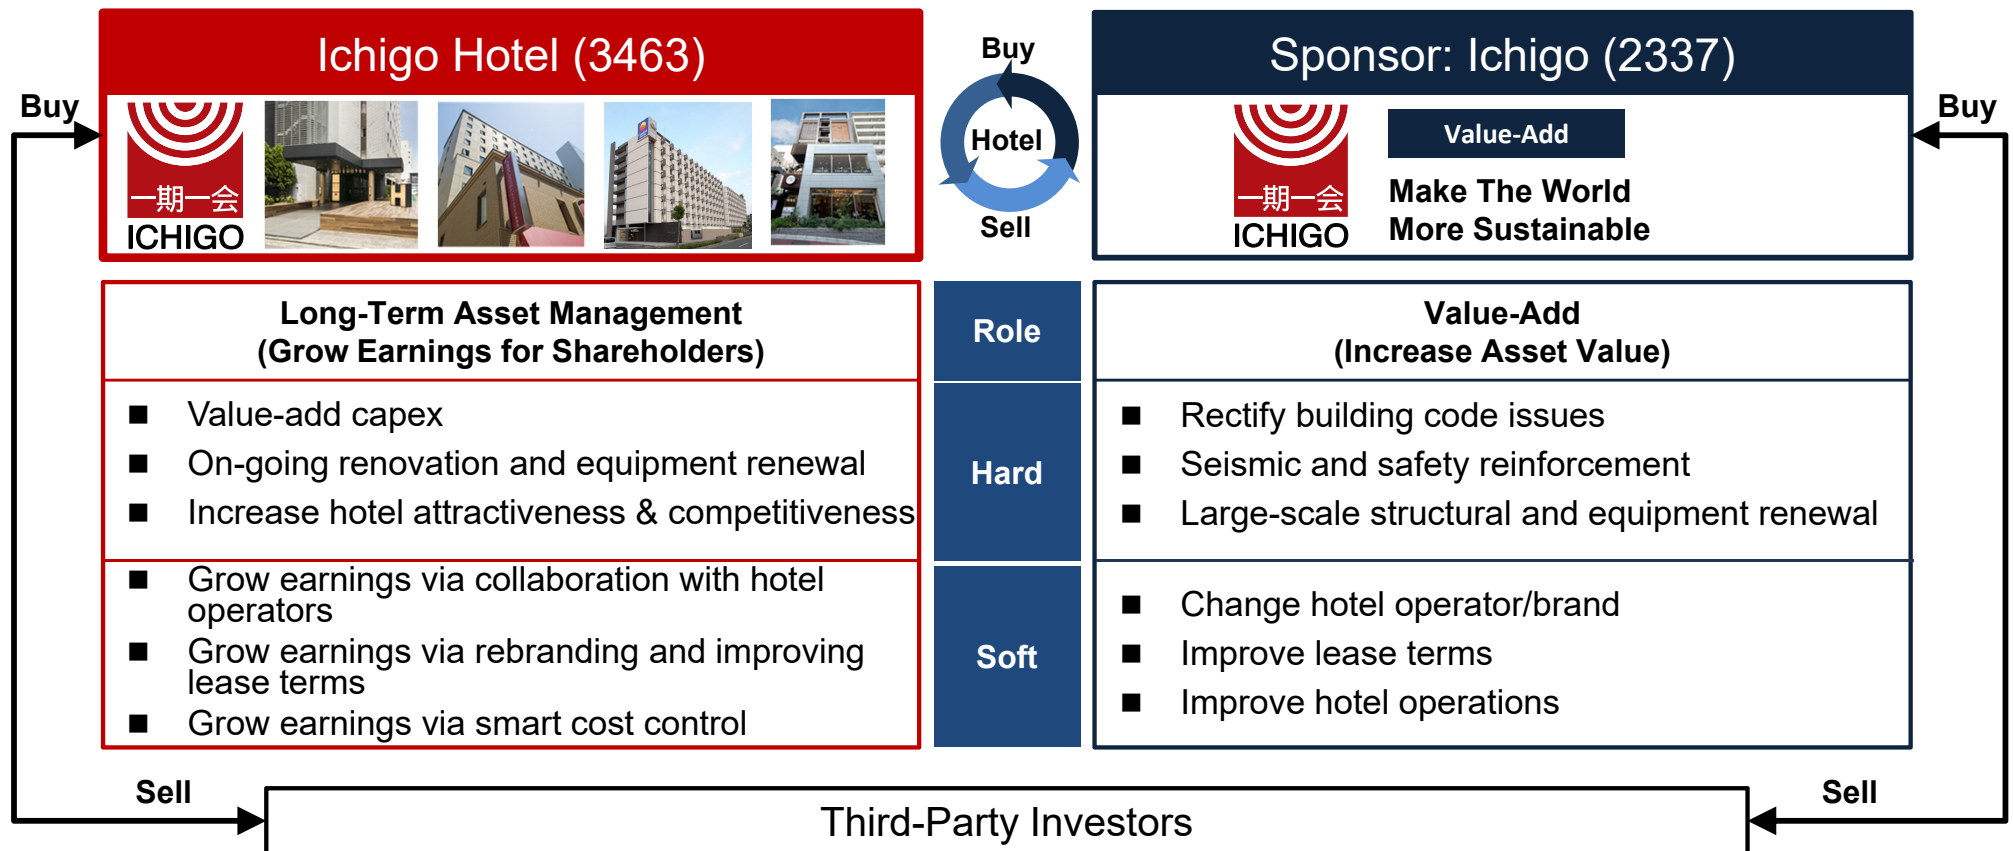 Ichigo Hotel (3463)
Buy
Sponsor: Ichigo (2337)
Buy
Buy
一期一会
ICHIGO
Hotel
Sell
一期一会
ICHIGO
Value-Add
Make The World
More Sustainable
Long-Term Asset Management
(Grow Earnings for Shareholders)
Role
Value-Add
(Increase Asset Value)
■ Value-add capex
■ On-going renovation and equipment renewal
■ Increase hotel attractiveness & competitiveness
Hard
■ Rectify building code issues
■ Seismic and safety reinforcement
■ Large-scale structural and equipment renewal
■ Grow earnings via collaboration with hotel
operators
■ Grow earnings via rebranding and improving
lease terms
■ Grow earnings via smart cost control
Soft
■ Change hotel operator/brand
■ Improve lease terms
■ Improve hotel operations
Sell
Third-Party Investors
Sell